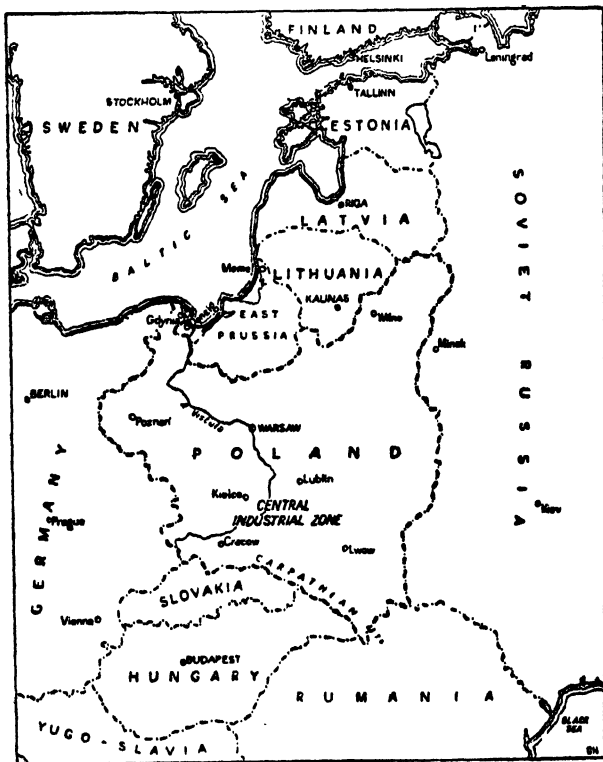 FINLAND
HELSINKI
Leningrad
STOCKHOLM
TALLINN
SWEDEN
ESTONIA
BALTIC SEA
RIGA
LATVIA
SOVIET RUSSIA
Memel
LITHUANIA
KAUNAS
Gdynia
EAST PRUSSIA
Wilno
Minsk
BERLIN
Poznań
Vistula
WARSAW
POLAND
Lublin
Kielce
CENTRAL
INDUSTRIAL ZONE
Kiev
GERMANY
Prague
Cracow
Lwow
CARPATHIAN MTS
SLOVAKIA
Vienna
BUDAPEST
HUNGARY
RUMANIA
BLACK
SEA
YUGO-SLAVIA